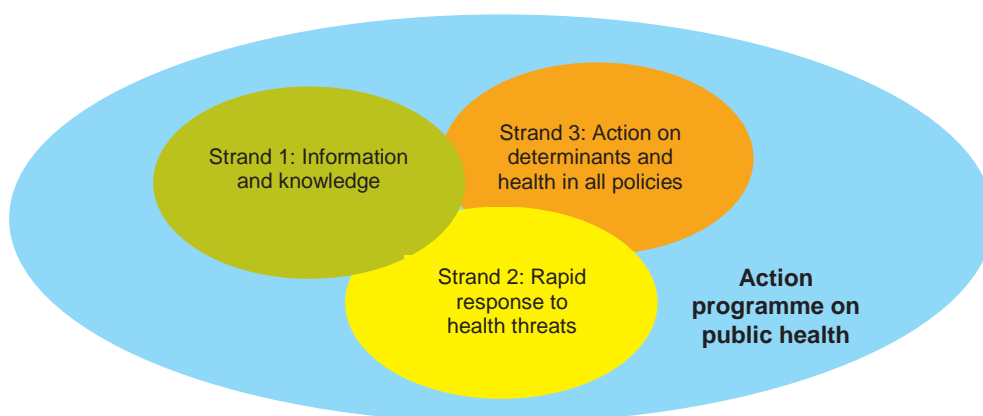 Strand 1: Information
and knowledge
Strand 3: Action on
determinants and
health in all policies
Strand 2: Rapid
response to
health threats
Action
programme on
public health